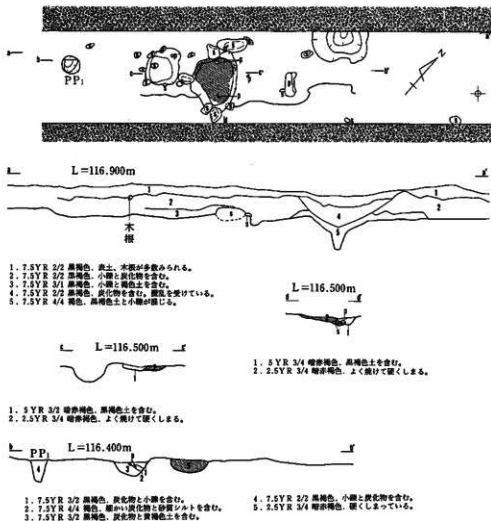 PP₁
N
L=116.900m
木根
1．7.5YR 2/2 黒褐色．表土、木根が多数みられる。
2．7.5YR 2/2 黒褐色．小礫と炭化物を含む。
3．7.5YR 3/1 黒褐色．小礫と褐色土を含む。
4．7.5YR 2/2 黒褐色．炭化物を含む。攪乱を受けている。
5．7.5YR 4/4 褐色．黒褐色土と小礫が混じる。
L=116.500m
1．5YR 3/4 暗赤褐色．黒褐色土を含む。
2．2.5YR 3/4 暗赤褐色．よく焼けて硬くしまる。
L=116.500m
1．5YR 3/2 暗赤褐色．黒褐色土を含む。
2．2.5YR 3/4 暗赤褐色．よく焼けて硬くしまる。
PP₁ L=116.400m
1．7.5YR 3/2 黒褐色．炭化物と小礫を含む。
2．7.5YR 4/4 褐色．細かい炭化物と砂質シルトを含む。
3．7.5YR 3/2 黒褐色．炭化物と黄褐色土を含む。
4．7.5YR 2/2 黒褐色．小礫と炭化物を含む。
5．2.5YR 3/4 暗赤褐色．硬くしまっている。